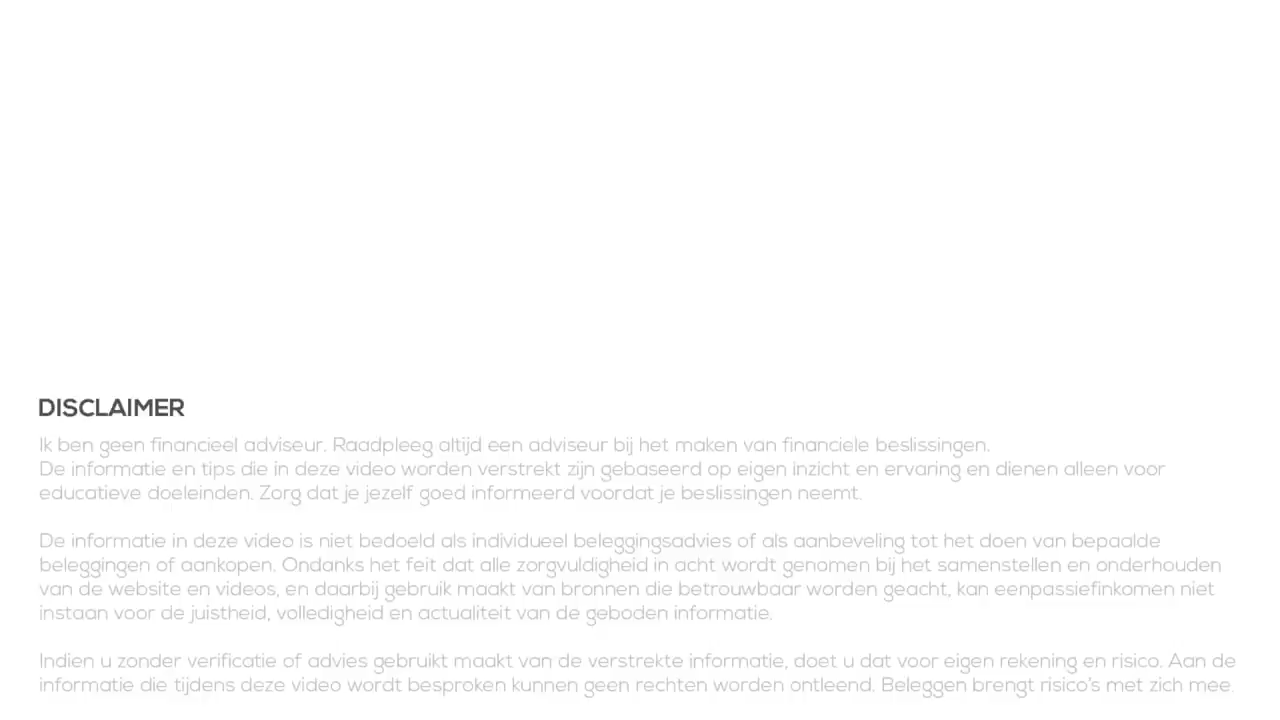 DISCLAIMER
Ik ben geen financieel adviseur. Raadpleeg altijd een adviseur bij het maken van financiele beslissingen.
De informatie en tips die in deze video worden verstrekt zijn gebaseerd op eigen inzicht en ervaring en dienen alleen voor
educatieve doeleinden. Zorg dat je jezelf goed informeerd voordat je beslissingen neemt.
De informatie in deze video is niet bedoeld als individueel beleggingsadvies of als aanbeveling tot het doen van bepaalde
beleggingen of aankopen. Ondanks het feit dat alle zorgvuldigheid in acht wordt genomen bij het samenstellen en onderhouden
van de website en videos, en daarbij gebruik maakt van bronnen die betrouwbaar worden geacht, kan eenpassiefinkomen niet
instaan voor de juistheid, volledigheid en actualiteit van de geboden informatie.
Indien u zonder verificatie of advies gebruikt maakt van de verstrekte informatie, doet u dat voor eigen rekening en risico. Aan de
informatie die tijdens deze video wordt besproken kunnen geen rechten worden ontleend. Beleggen brengt risico's met zich mee.